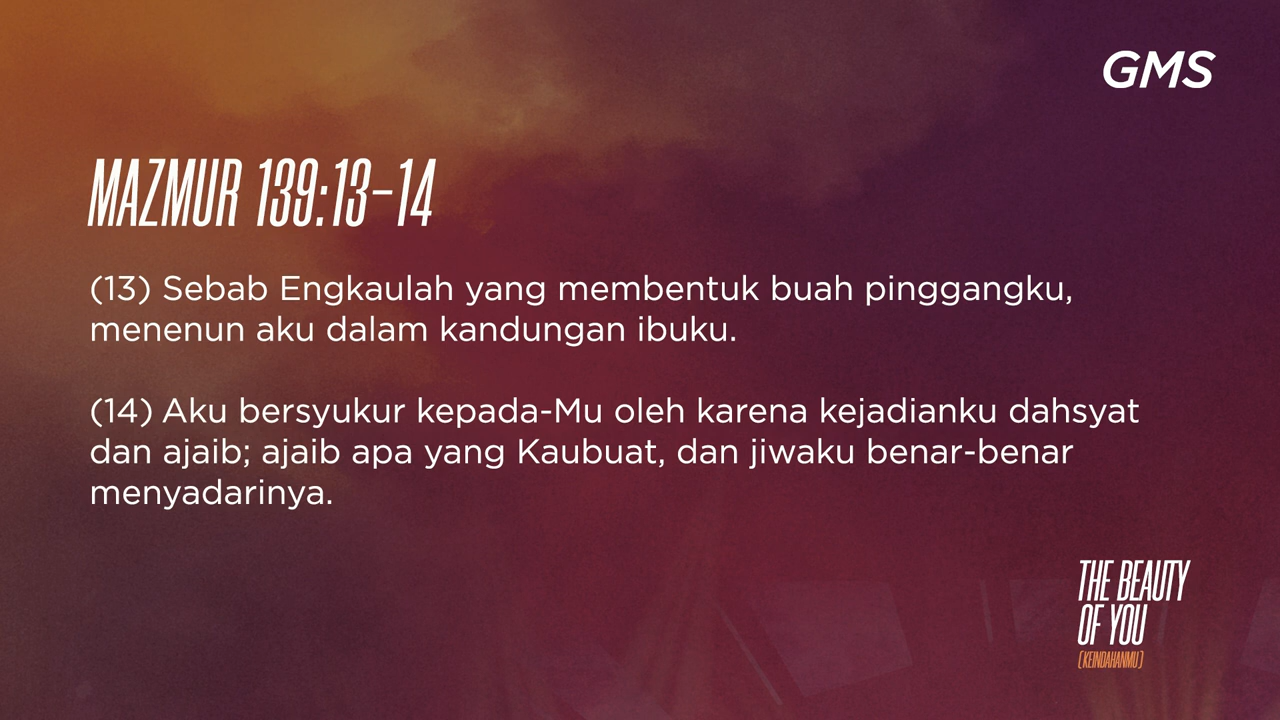 GMS
MAZMUR 139:13–14
(13) Sebab Engkaulah yang membentuk buah pinggangku,
menenun aku dalam kandungan ibuku.
(14) Aku bersyukur kepada-Mu oleh karena kejadianku dahsyat
dan ajaib; ajaib apa yang Kaubuat, dan jiwaku benar-benar
menyadarinya.
THE BEAUTY
OF YOU
(KEINDAHANMU)